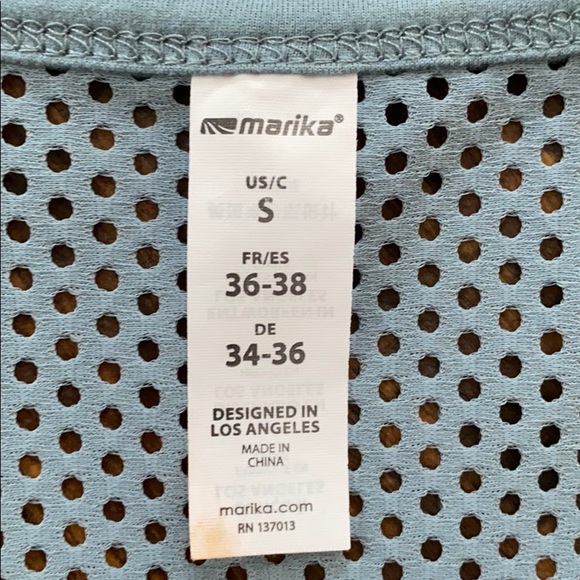 marika®
US/C
S
FR/ES
36-38
DE
34-36
DESIGNED IN
LOS ANGELES
MADE IN
CHINA
marika.com
RN 137013